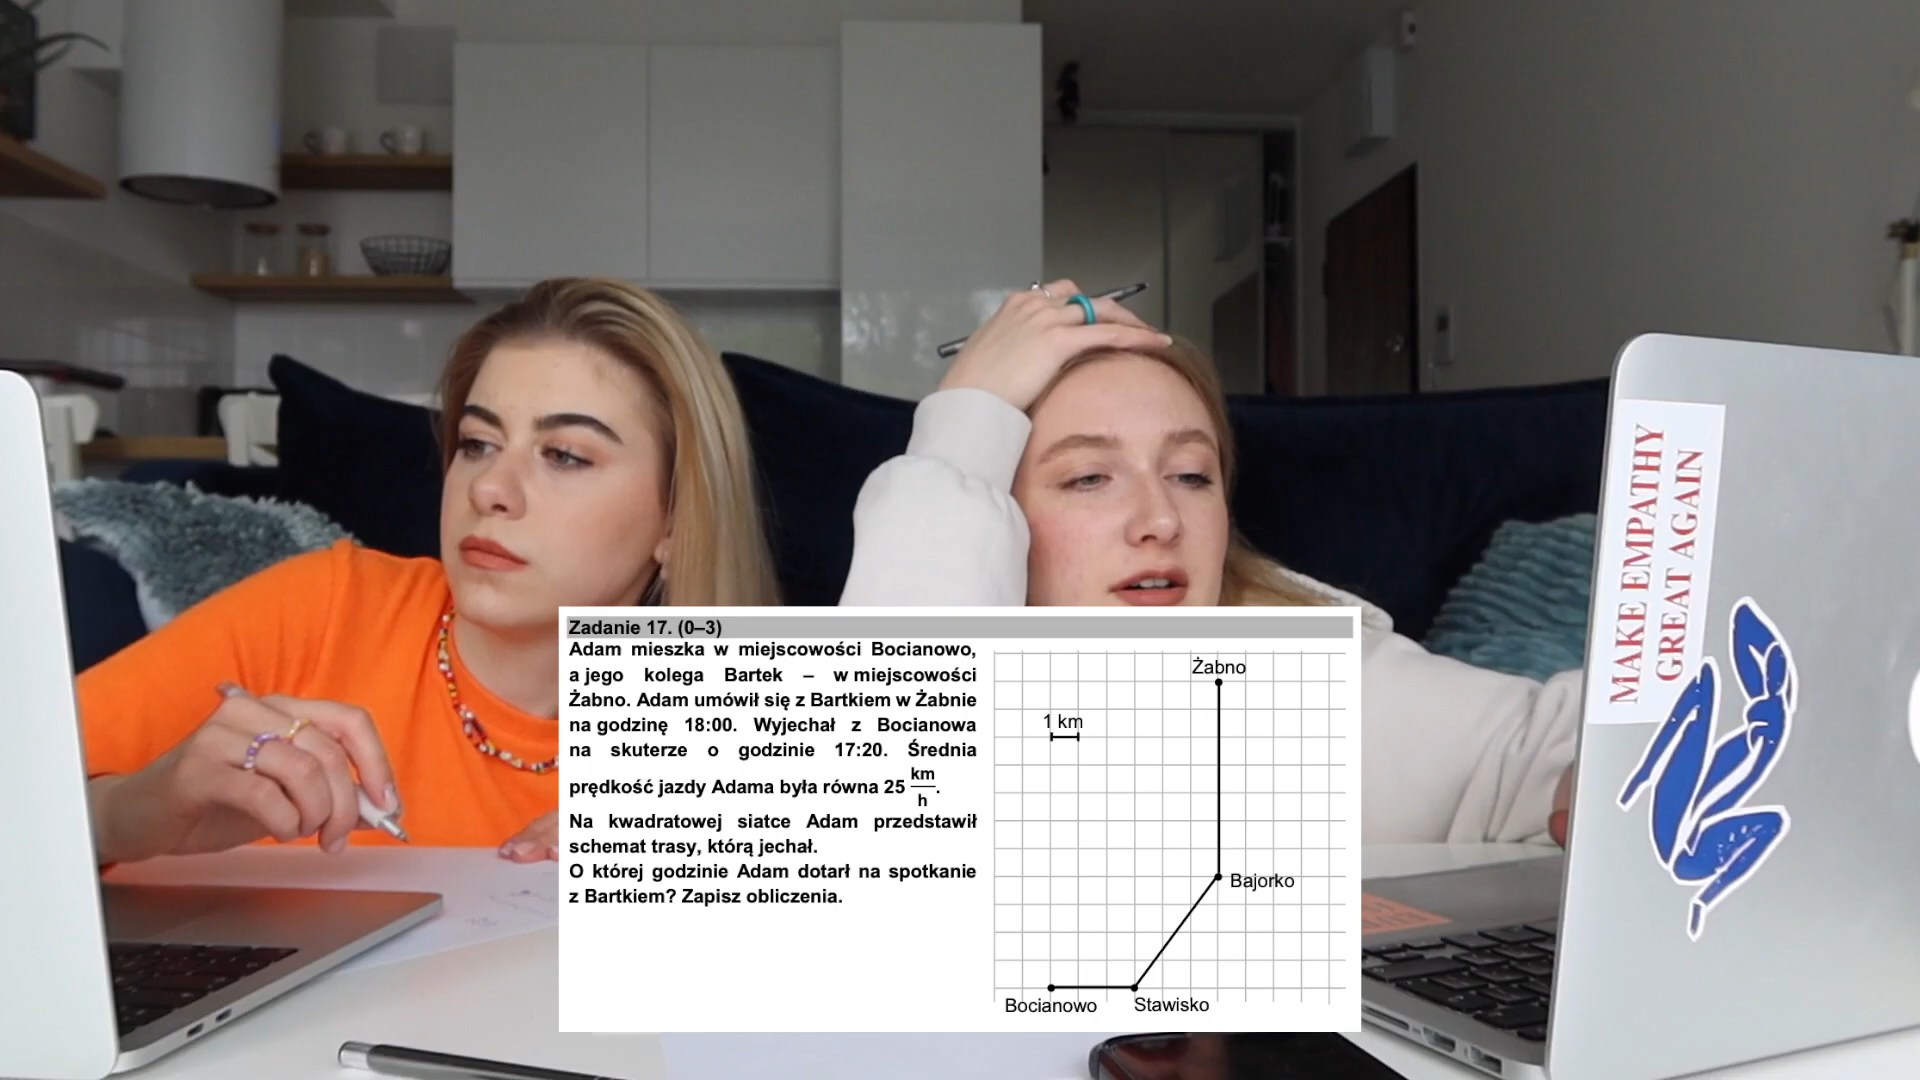 MAKE EMPATHY
GREAT AGAIN
Zadanie 17. (0–3)
Adam mieszka w miejscowości Bocianowo,
a jego kolega Bartek – w miejscowości
Żabno. Adam umówił się z Bartkiem w Żabnie
na godzinę 18:00. Wyjechał z Bocianowa
na skuterze o godzinie 17:20. Średnia
prędkość jazdy Adama była równa 25 km/h.
Na kwadratowej siatce Adam przedstawił
schemat trasy, którą jechał.
O której godzinie Adam dotarł na spotkanie
z Bartkiem? Zapisz obliczenia.
Żabno
1 km
Bajorko
Bocianowo
Stawisko